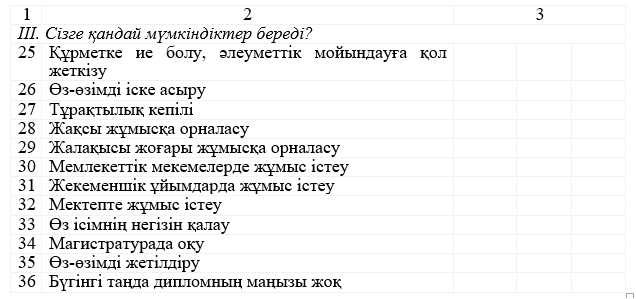 1 2 3
III. Сізге қандай мүмкіндіктер береді?
25 Құрметке ие болу, әлеуметтік мойындауға қол
жеткізу
26 Өз-өзімді іске асыру
27 Тұрақтылық кепілі
28 Жақсы жұмысқа орналасу
29 Жалақысы жоғары жұмысқа орналасу
30 Мемлекеттік мекемелерде жұмыс істеу
31 Жекеменшік ұйымдарда жұмыс істеу
32 Мектепте жұмыс істеу
33 Өз ісімнің негізін қалау
34 Магистратурада оқу
35 Өз-өзімді жетілдіру
36 Бүгінгі таңда дипломның маңызы жоқ